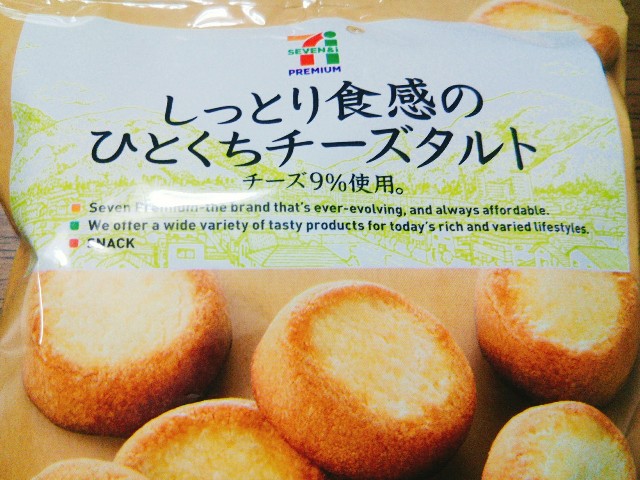 SEVEN&i
PREMIUM
しっとり食感の
ひとくちチーズタルト
チーズ9%使用。
Seven Premium-the brand that's ever-evolving, and always affordable.
We offer a wide variety of tasty products for today's rich and varied lifestyles.
SNACK